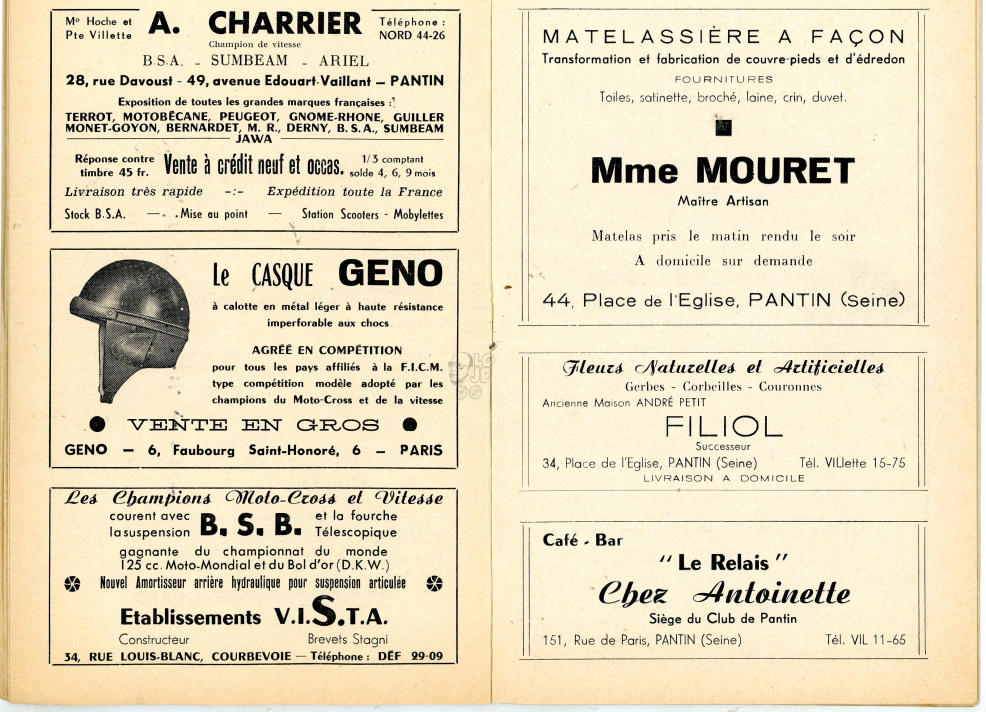 Mo Hoche et
Pte Villette
A. CHARRIER
Téléphone :
NORD 44-26
Champion de vitesse
B.S.A. - SUMBEAM - ARIEL
28, rue Davoust - 49, avenue Edouart-Vaillant — PANTIN
Exposition de toutes les grandes marques françaises :
TERROT, MOTOBÉCANE, PEUGEOT, GNOME-RHONE, GUILLER
MONET-GOYON, BERNARDET, M. R., DERNY, B. S. A., SUMBEAM
JAWA
Réponse contre
timbre 45 fr.
Vente à crédit neuf et occas.
1/3 comptant
solde 4, 6, 9 mois
Livraison très rapide -:- Expédition toute la France
Stock B.S.A. — Mise au point — Station Scooters - Mobylettes
Le CASQUE GENO
à calotte en métal léger à haute résistance
imperforable aux chocs
AGRÉÉ EN COMPÉTITION
pour tous les pays affiliés à la F.I.C.M.
type compétition modèle adopté par les
champions du Moto-Cross et de la vitesse
VENTE EN GROS
GENO — 6, Faubourg Saint-Honoré, 6 — PARIS
Les Champions Moto-Cross et Vitesse
courent avec
la suspension
B. S. B.
et la fourche
Télescopique
gagnante du championnat du monde
125 cc. Moto-Mondial et du Bol d'or (D.K.W.)
Nouvel Amortisseur arrière hydraulique pour suspension articulée
Etablissements V.I.S.T.A.
Constructeur Brevets Stagni
34, RUE LOUIS-BLANC, COURBEVOIE — Téléphone : DÉF 29-09
MATELASSIÈRE A FAÇON
Transformation et fabrication de couvre-pieds et d'édredon
FOURNITURES
Toiles, satinette, broché, laine, crin, duvet.
Mme MOURET
Maître Artisan
Matelas pris le matin rendu le soir
A domicile sur demande
44, Place de l'Eglise, PANTIN (Seine)
Fleurs Naturelles et Artificielles
Gerbes - Corbeilles - Couronnes
Ancienne Maison ANDRÉ PETIT
FILIOL
Successeur
34, Place de l'Eglise, PANTIN (Seine) Tél. VILlette 15-75
LIVRAISON A DOMICILE
Café - Bar
"Le Relais"
Chez Antoinette
Siège du Club de Pantin
151, Rue de Paris, PANTIN (Seine) Tél. VIL 11-65